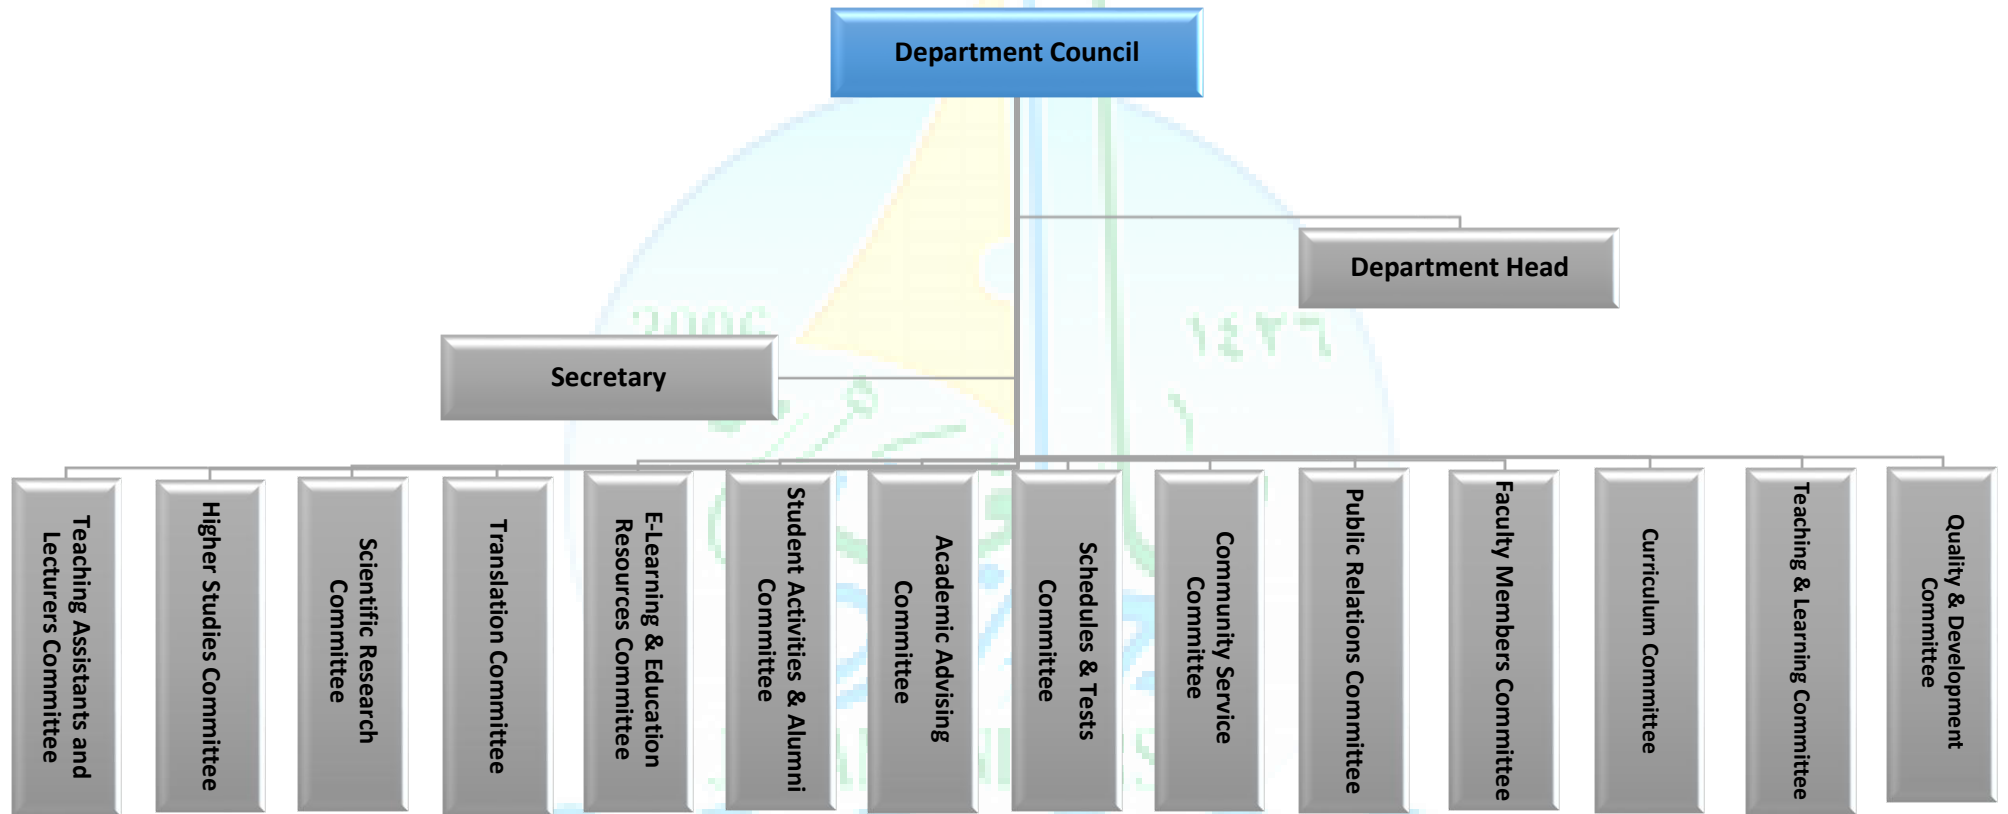 Department Council
Department Head
2006
١٤٢٦
Secretary
Teaching Assistants and
Lecturers Committee
Higher Studies Committee
Scientific Research
Committee
Translation Committee
E-Learning & Education
Resources Committee
Student Activities & Alumni
Committee
Academic Advising
Committee
Schedules & Tests
Committee
Community Service
Committee
Public Relations Committee
Faculty Members Committee
Curriculum Committee
Teaching & Learning Committee
Quality & Development
Committee